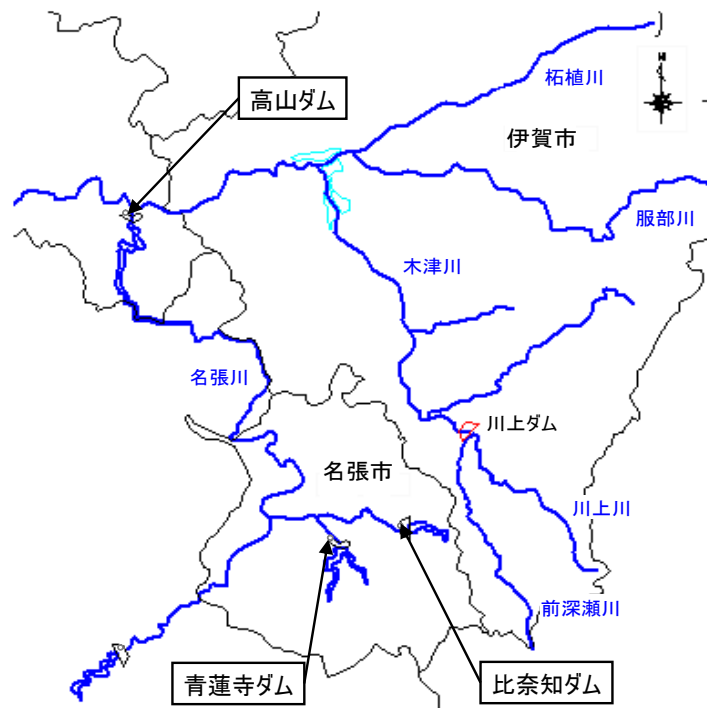 柘植川
高山ダム
伊賀市
服部川
木津川
名張川
川上ダム
名張市
川上川
前深瀬川
青蓮寺ダム
比奈知ダム